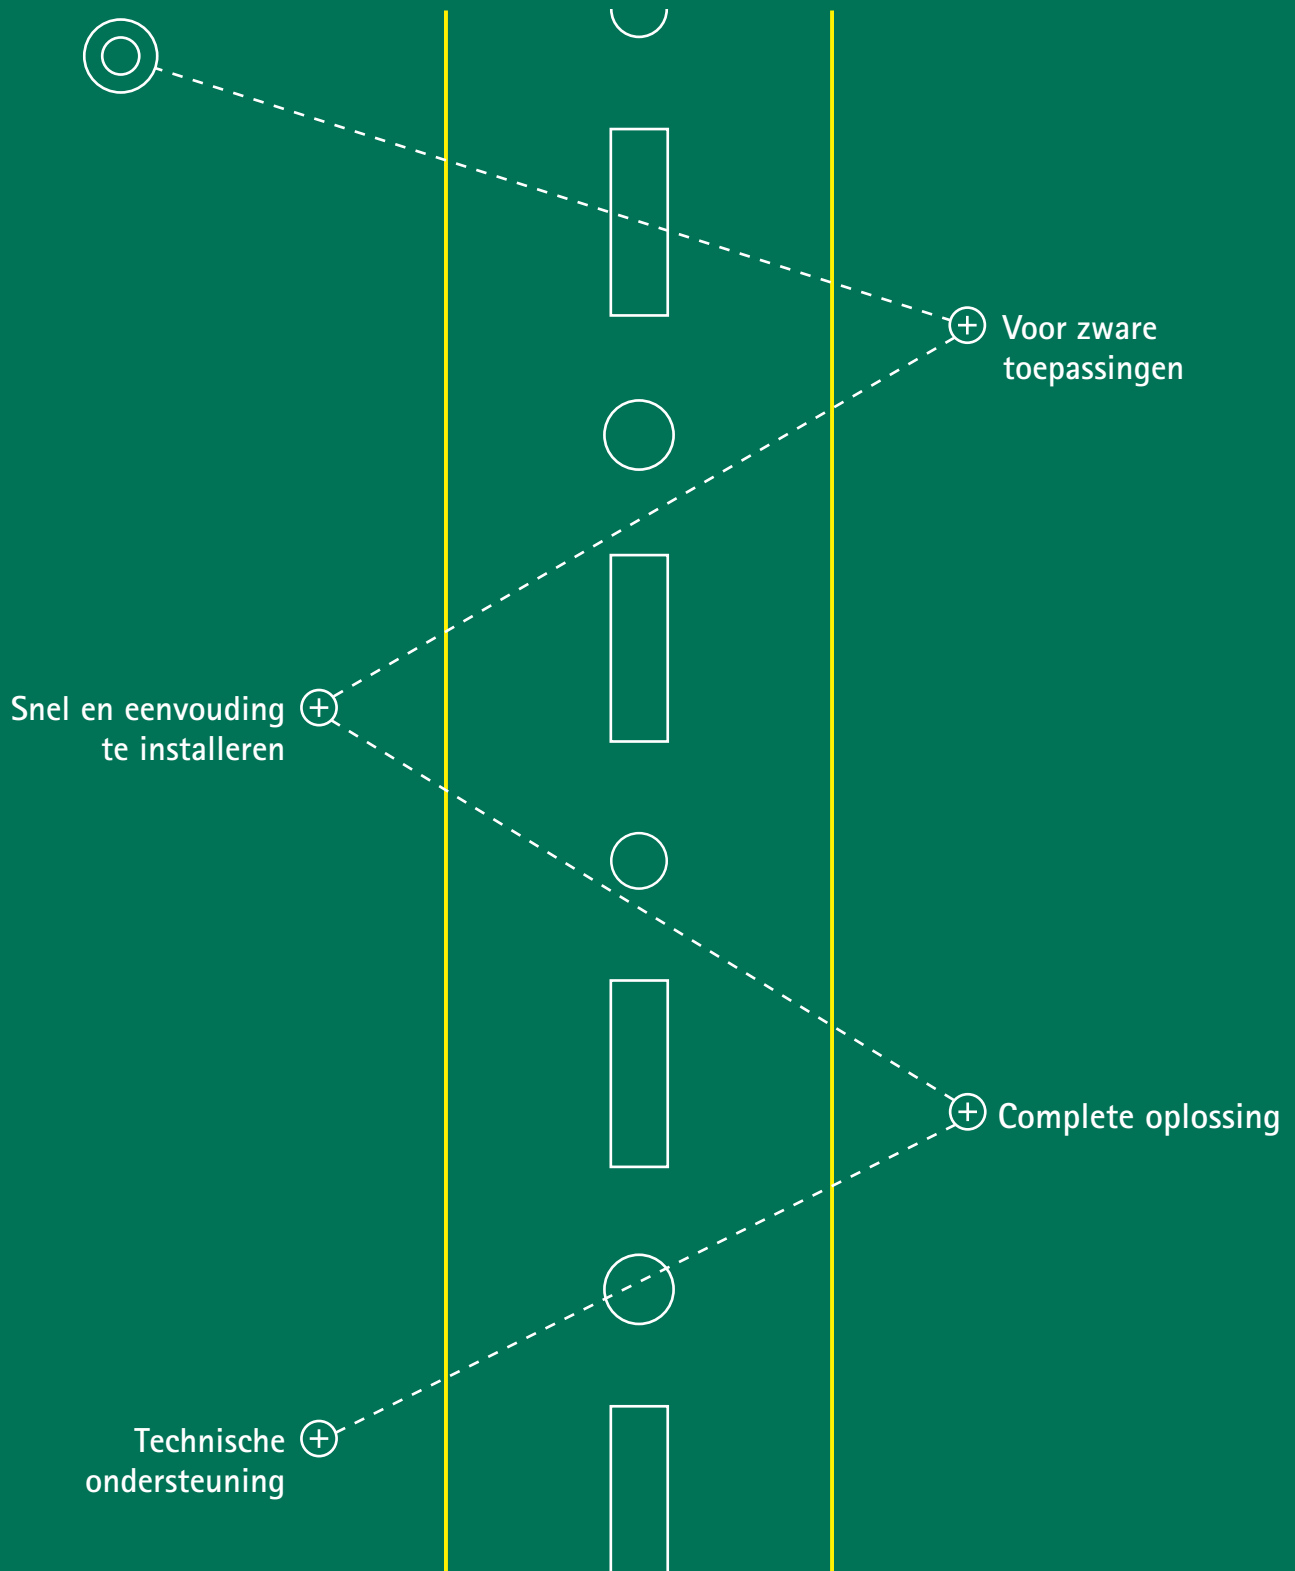 Voor zware
toepassingen
Snel en eenvouding
te installeren
Complete oplossing
Technische
ondersteuning